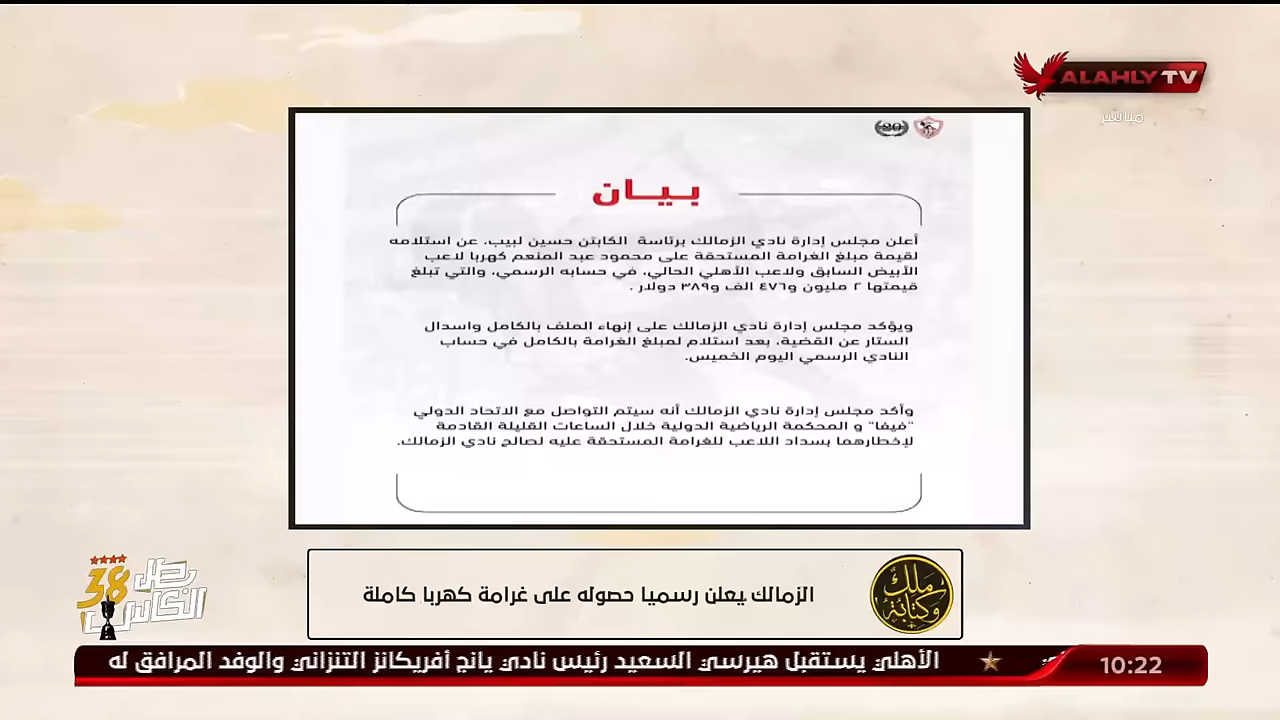 ALAHLY TV
مباشر
20
بيان
أعلن مجلس إدارة نادي الزمالك برئاسة الكابتن حسين لبيب، عن استلامه
لقيمة مبلغ الغرامة المستحقة على محمود عبد المنعم كهربا لاعب
الأبيض السابق ولاعب الأهلي الحالي، في حسابه الرسمي، والتي تبلغ
قيمتها ٢ مليون و٤٧٦ الف و٣٨٩ دولار .
ويؤكد مجلس إدارة نادي الزمالك على إنهاء الملف بالكامل واسدال
الستار عن القضية، بعد استلام لمبلغ الغرامة بالكامل في حساب
النادي الرسمي اليوم الخميس.
وأكد مجلس إدارة نادي الزمالك أنه سيتم التواصل مع الاتحاد الدولي
"فيفا" و المحكمة الرياضية الدولية خلال الساعات القليلة القادمة
لإخطارهما بسداد اللاعب للغرامة المستحقة عليه لصالح نادي الزمالك.
ملك وكتابة
الزمالك يعلن رسميا حصوله على غرامة كهربا كاملة
بطل الكاس 38
10:22
الأهلي يستقبل هيرسي السعيد رئيس نادي يانج أفريكانز التنزاني والوفد المرافق له